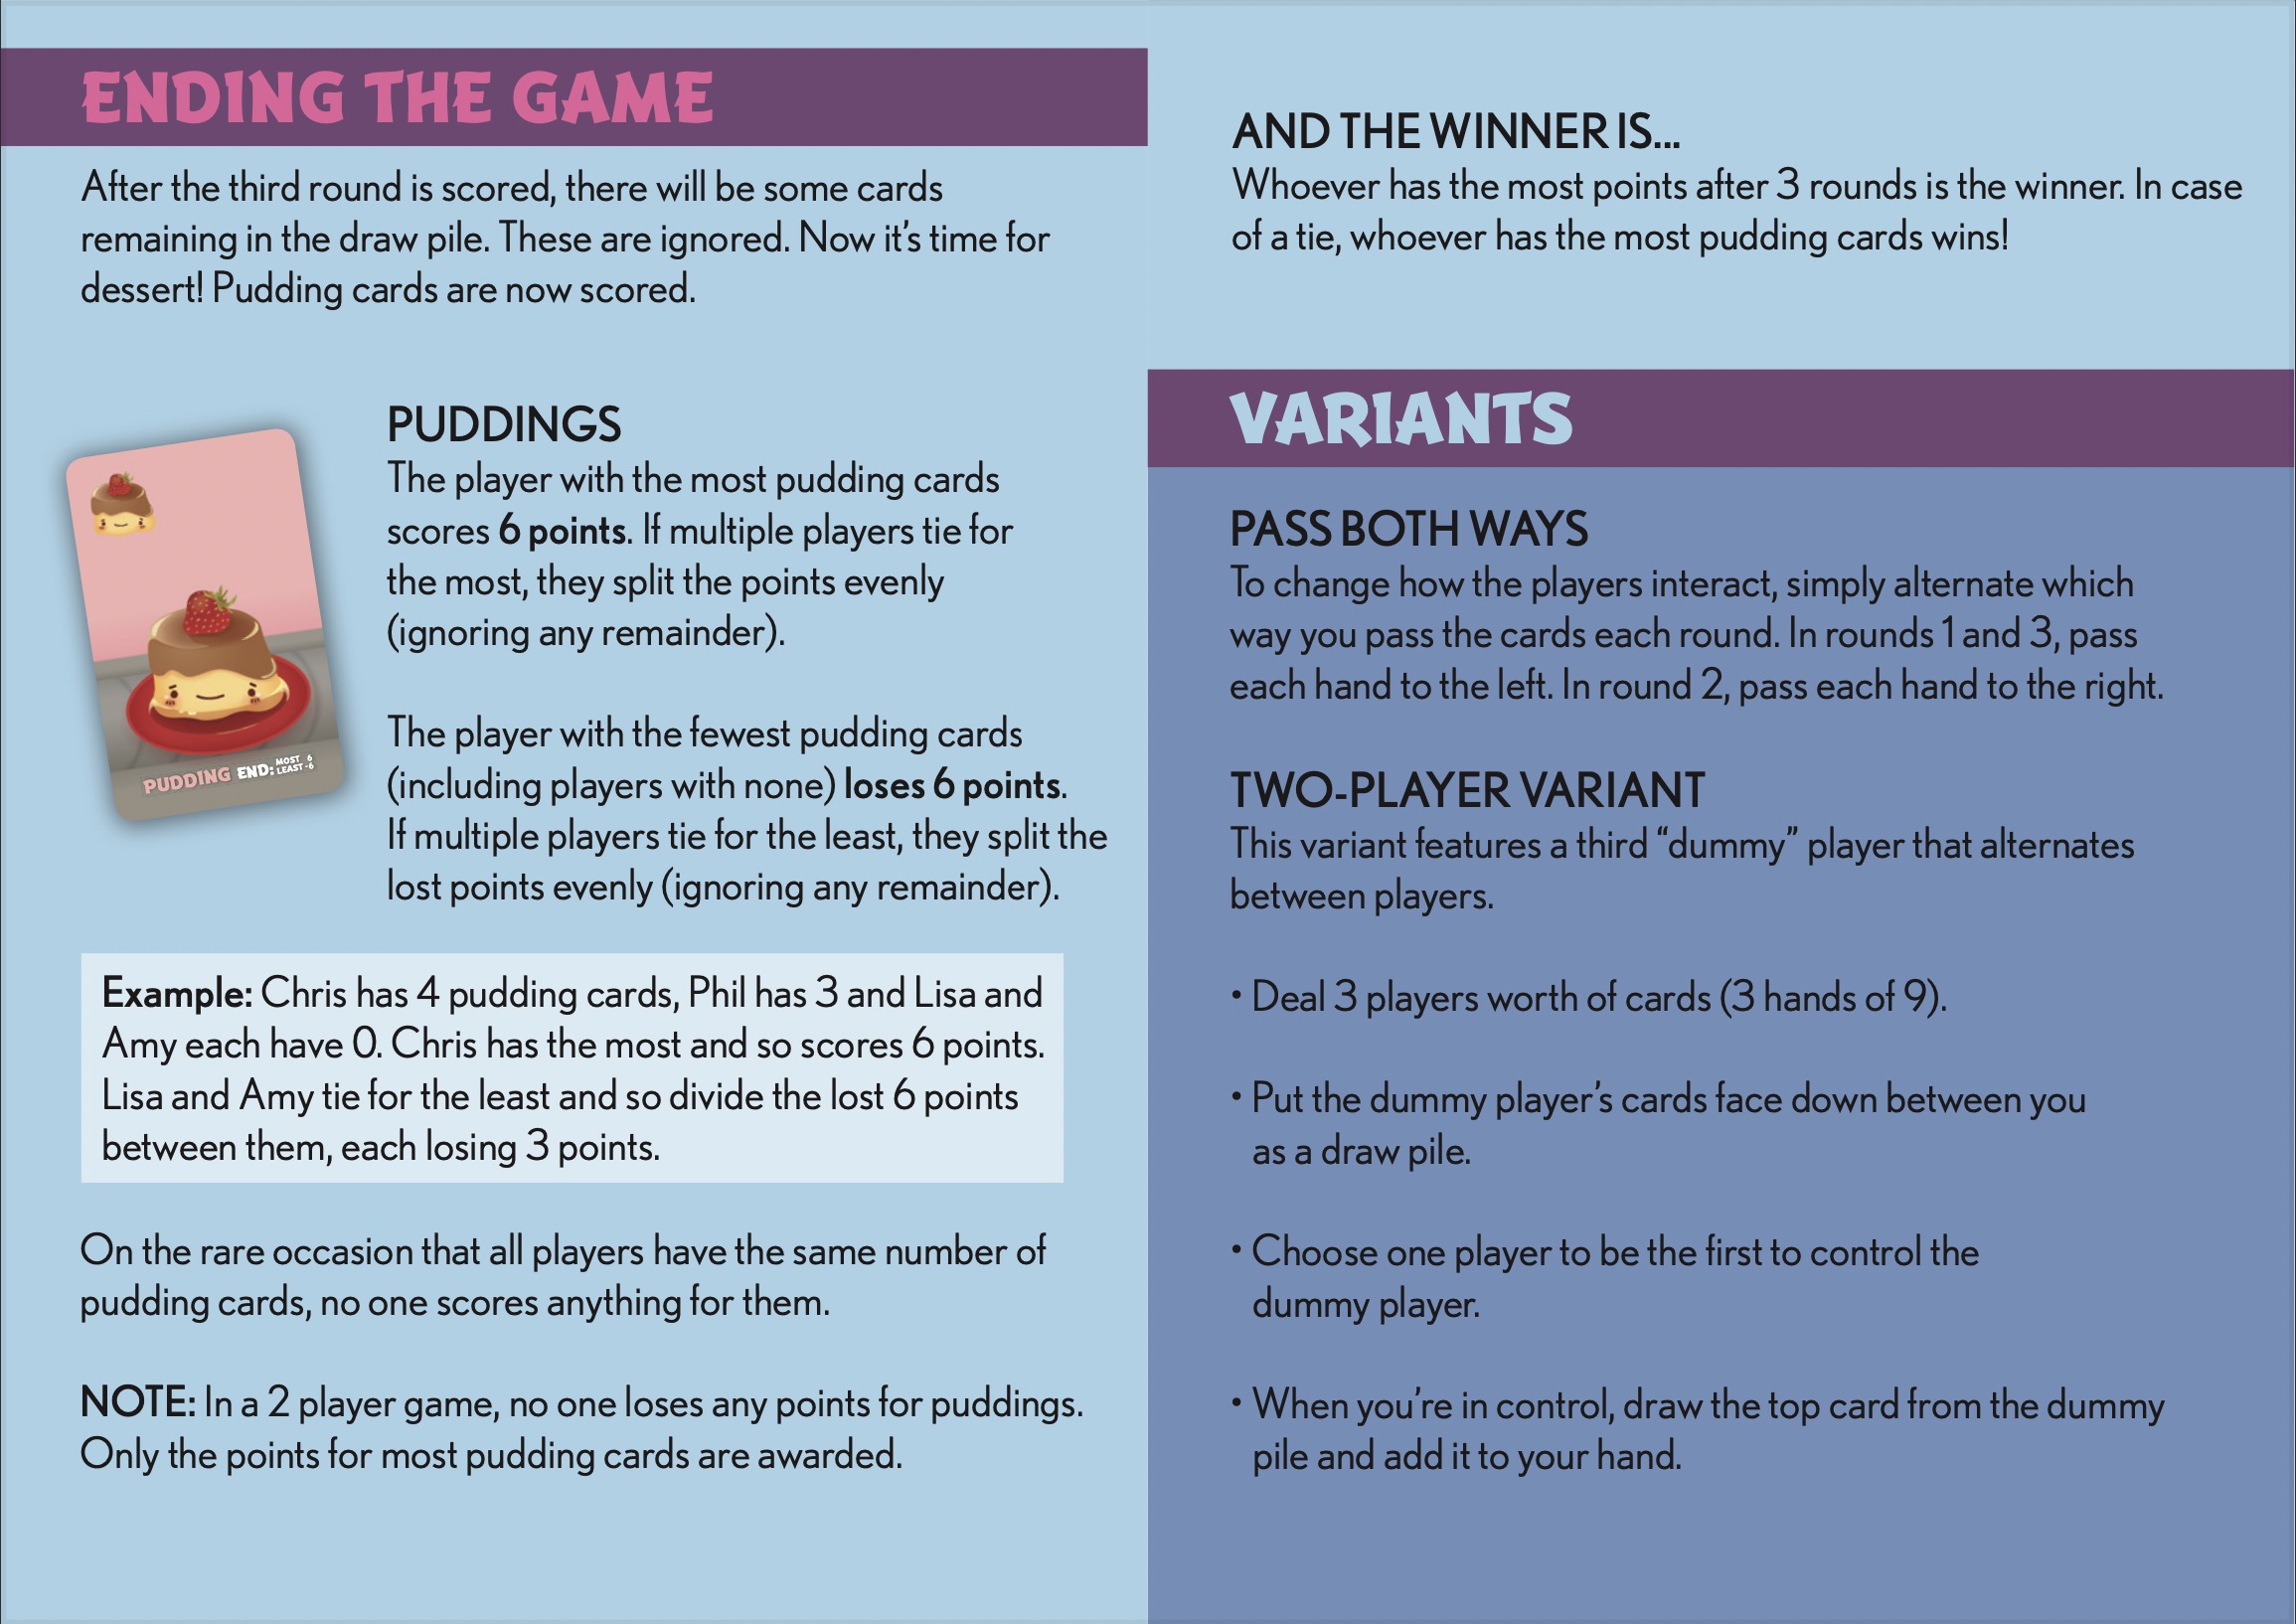 ENDING THE GAME
After the third round is scored, there will be some cards
remaining in the draw pile. These are ignored. Now it's time for
dessert! Pudding cards are now scored.
PUDDINGS
The player with the most pudding cards
scores 6 points. If multiple players tie for
the most, they split the points evenly
(ignoring any remainder).
The player with the fewest pudding cards
(including players with none) loses 6 points.
If multiple players tie for the least, they split the
lost points evenly (ignoring any remainder).
PUDDING END: MOST 6
LEAST -6
Example: Chris has 4 pudding cards, Phil has 3 and Lisa and
Amy each have 0. Chris has the most and so scores 6 points.
Lisa and Amy tie for the least and so divide the lost 6 points
between them, each losing 3 points.
On the rare occasion that all players have the same number of
pudding cards, no one scores anything for them.
NOTE: In a 2 player game, no one loses any points for puddings.
Only the points for most pudding cards are awarded.
AND THE WINNER IS...
Whoever has the most points after 3 rounds is the winner. In case
of a tie, whoever has the most pudding cards wins!
VARIANTS
PASS BOTH WAYS
To change how the players interact, simply alternate which
way you pass the cards each round. In rounds 1 and 3, pass
each hand to the left. In round 2, pass each hand to the right.
TWO-PLAYER VARIANT
This variant features a third “dummy” player that alternates
between players.
• Deal 3 players worth of cards (3 hands of 9).
• Put the dummy player's cards face down between you
as a draw pile.
• Choose one player to be the first to control the
dummy player.
• When you're in control, draw the top card from the dummy
pile and add it to your hand.